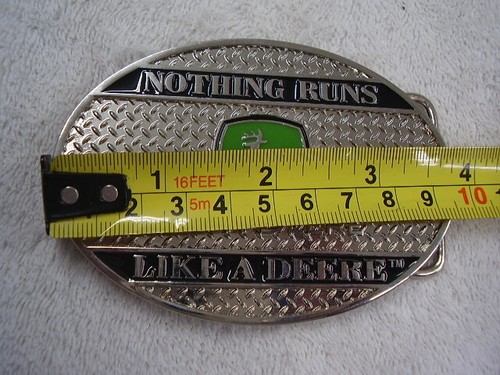 NOTHING RUNS
1 16FEET 2 3 4
2 3 5m 4 5 6 7 8 9 10
LIKE A DEERE™